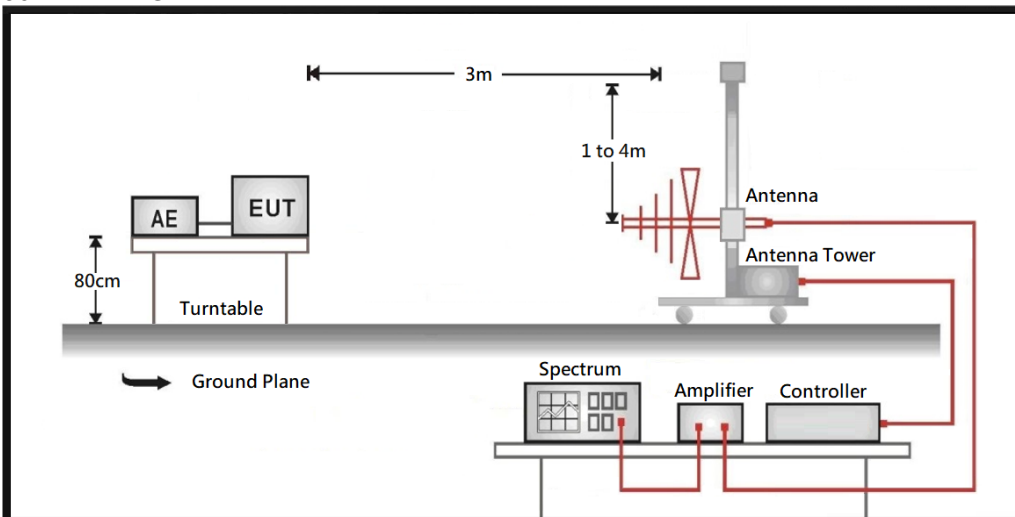 3m
1 to 4m
Antenna
AE
EUT
Antenna Tower
80cm
Turntable
Ground Plane
Spectrum
Amplifier
Controller